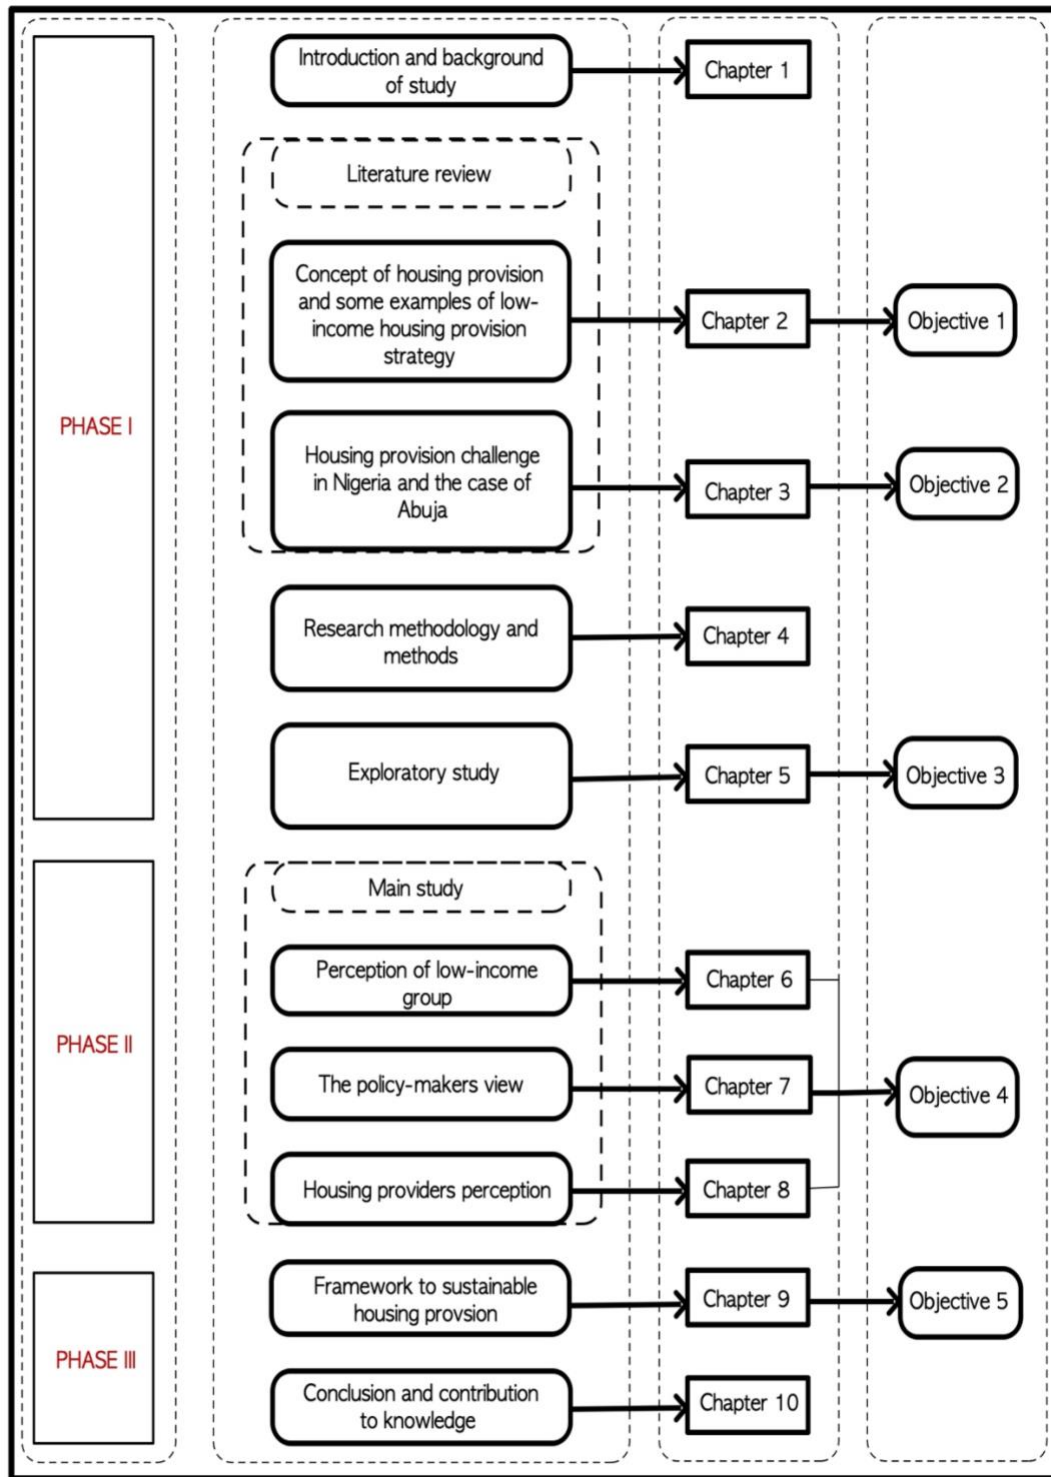 PHASE I
Introduction and background
of study
Chapter 1
Literature review
Concept of housing provision
and some examples of low-
income housing provision
strategy
Chapter 2
Objective 1
Housing provision challenge
in Nigeria and the case of
Abuja
Chapter 3
Objective 2
Research methodology and
methods
Chapter 4
Exploratory study
Chapter 5
Objective 3
PHASE II
Main study
Perception of low-income
group
Chapter 6
The policy-makers view
Chapter 7
Objective 4
Housing providers perception
Chapter 8
PHASE III
Framework to sustainable
housing provsion
Chapter 9
Objective 5
Conclusion and contribution
to knowledge
Chapter 10